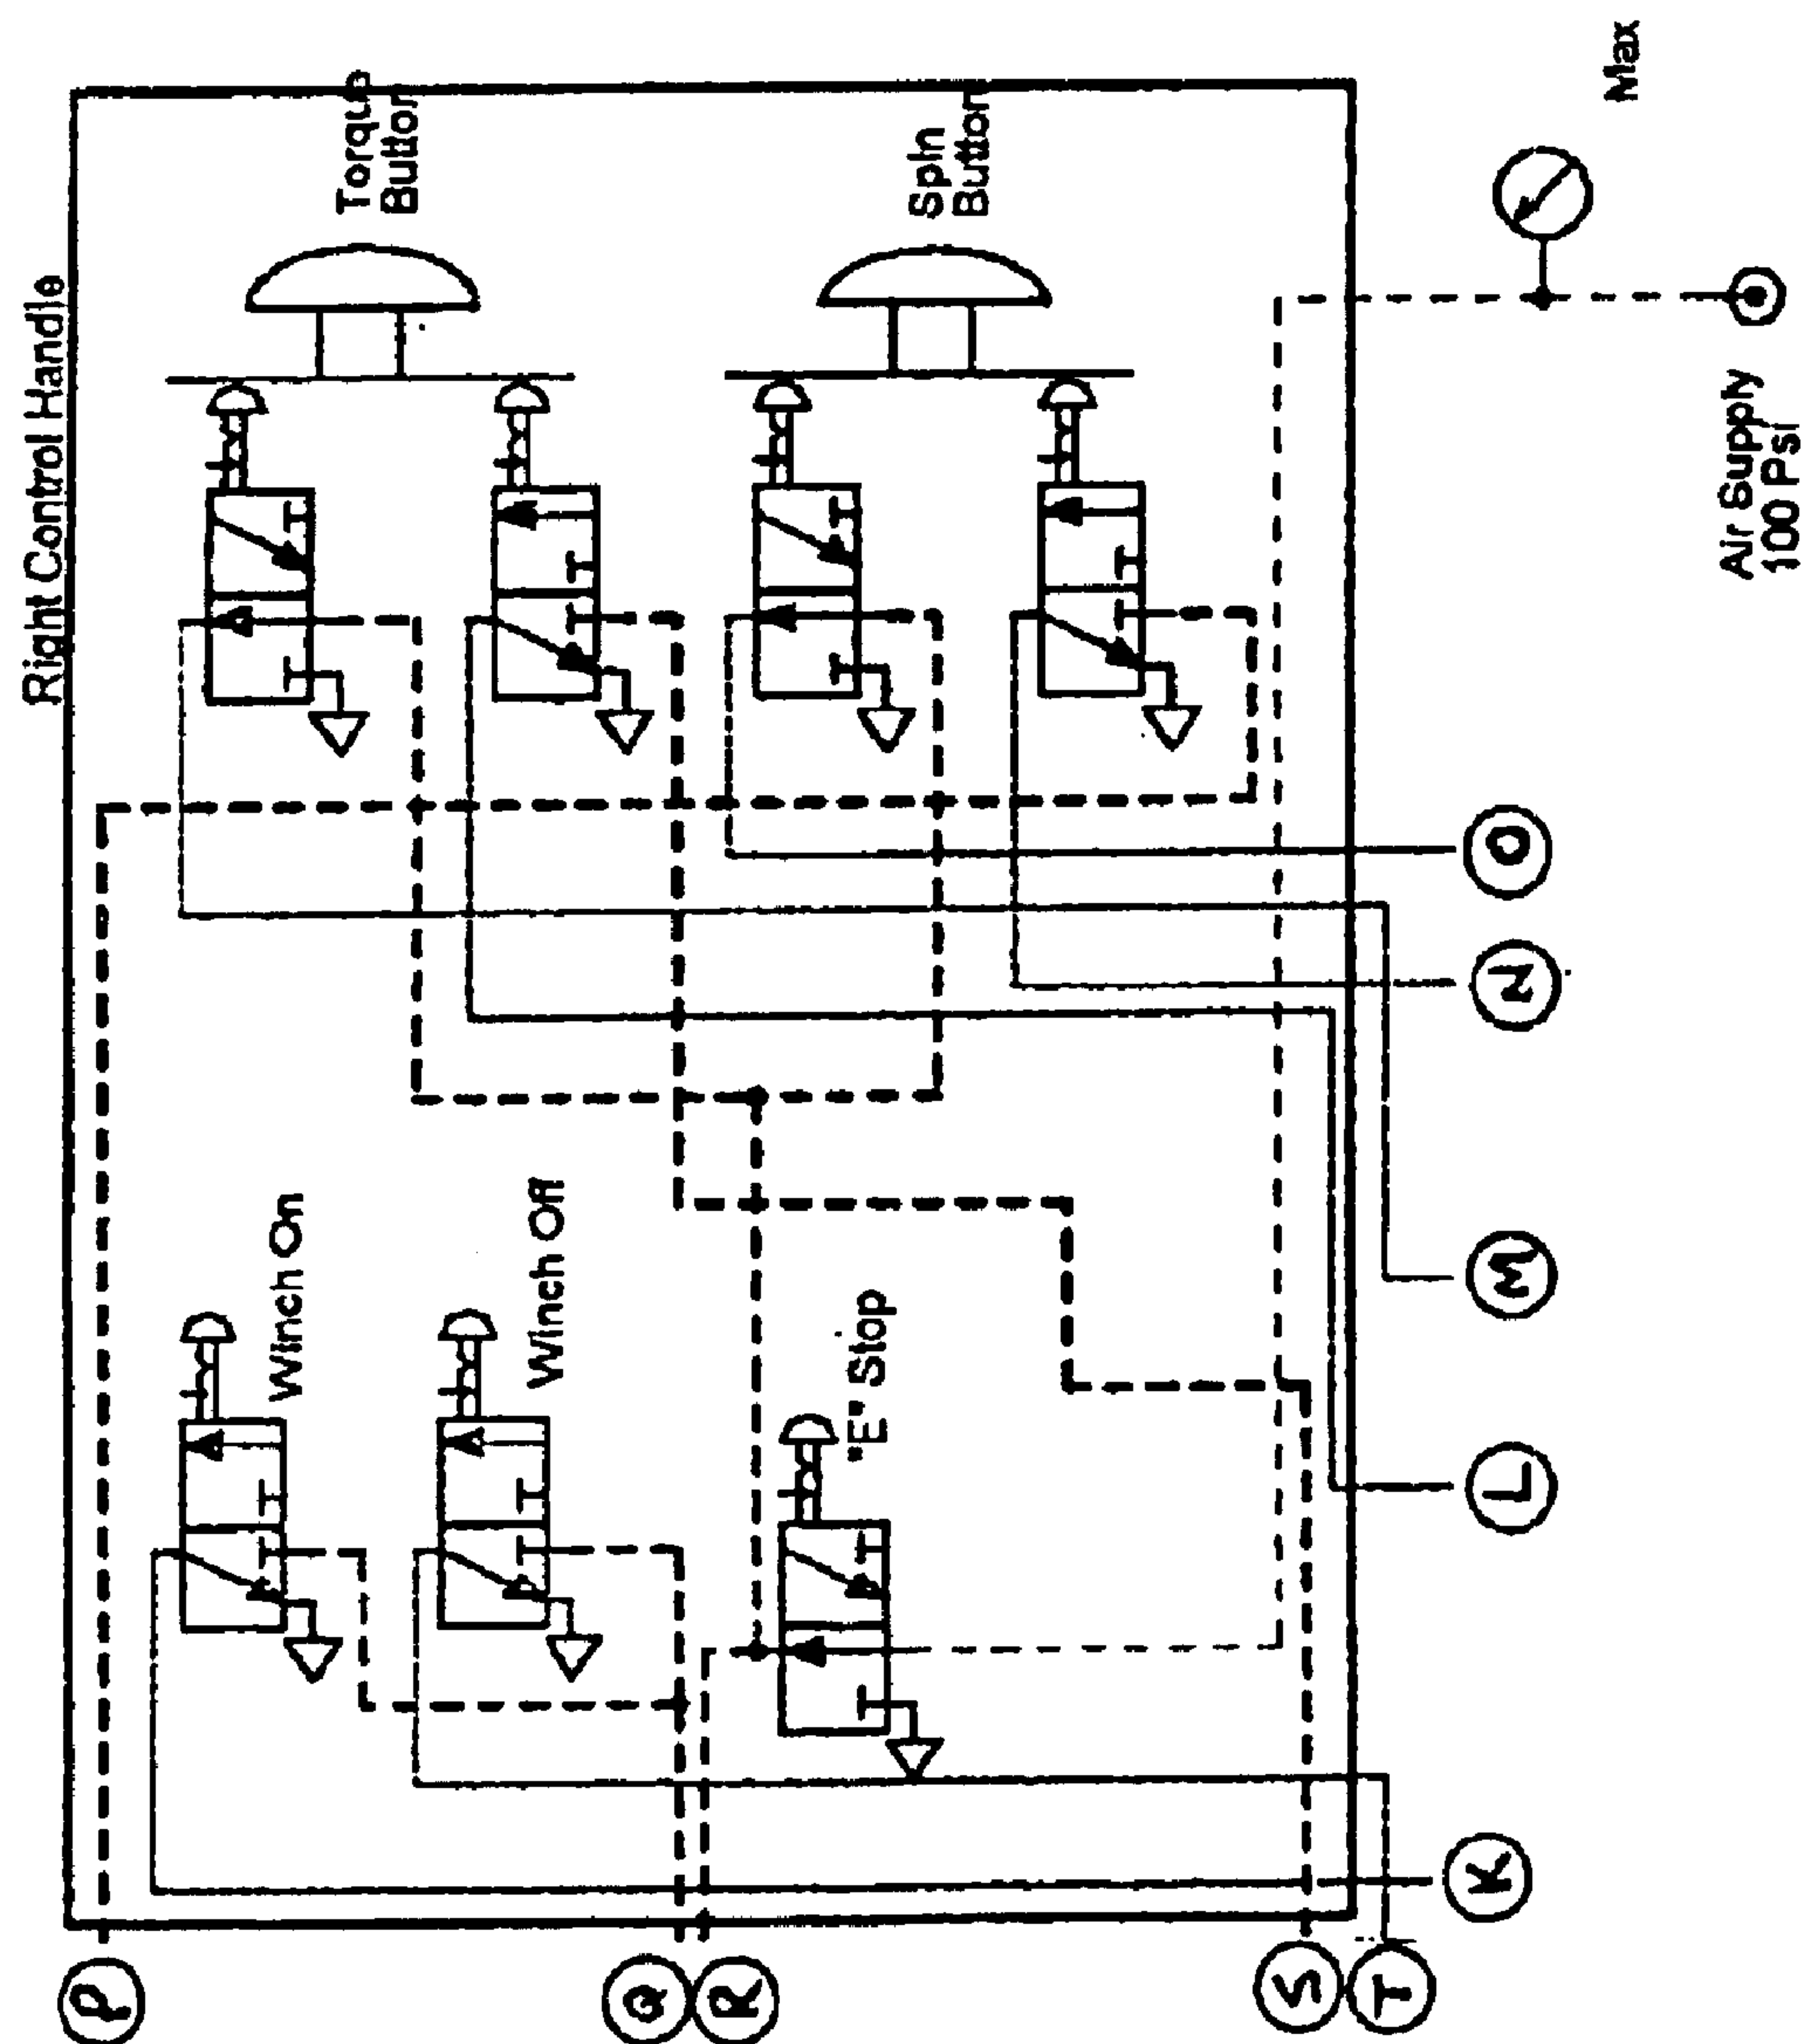 Right Control Handle
Torque
Button
Spin
Button
Winch On
Winch Off
"E" Stop
Max
Air Supply
100 Psi
P
Q
R
S
T
K
L
M
N
O